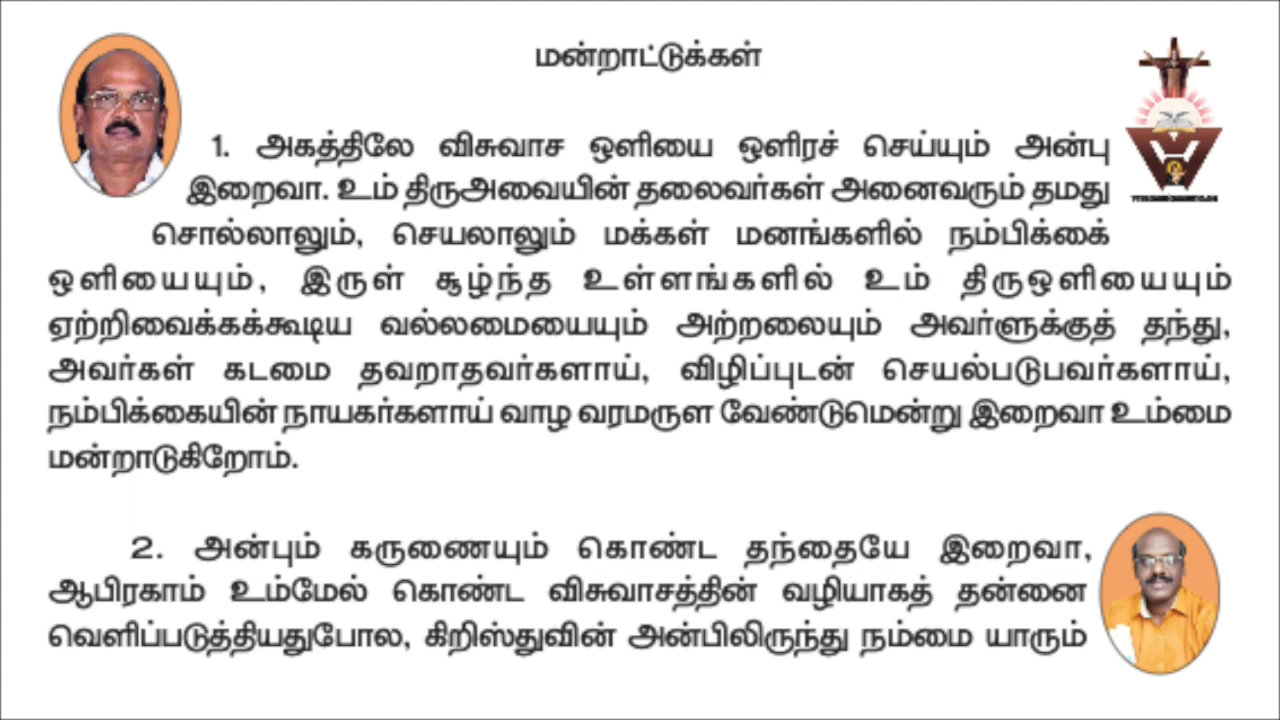 மன்றாட்டுக்கள்
1. அகத்திலே விசுவாச ஒளியை ஒளிரச் செய்யும் அன்பு
இறைவா. உம் திருஅவையின் தலைவர்கள் அனைவரும் தமது
சொல்லாலும், செயலாலும் மக்கள் மனங்களில் நம்பிக்கை
ஒளியையும், இருள் சூழ்ந்த உள்ளங்களில் உம் திருஒளியையும்
ஏற்றிவைக்கக்கூடிய வல்லமையையும் அற்றலையும் அவர்ளுக்குத் தந்து,
அவர்கள் கடமை தவறாதவர்களாய், விழிப்புடன் செயல்படுபவர்களாய்,
நம்பிக்கையின் நாயகர்களாய் வாழ வரமருள வேண்டுமென்று இறைவா உம்மை
மன்றாடுகிறோம்.
2. அன்பும் கருணையும் கொண்ட தந்தையே இறைவா,
ஆபிரகாம் உம்மேல் கொண்ட விசுவாசத்தின் வழியாகத் தன்னை
வெளிப்படுத்தியதுபோல, கிறிஸ்துவின் அன்பிலிருந்து நம்மை யாரும்